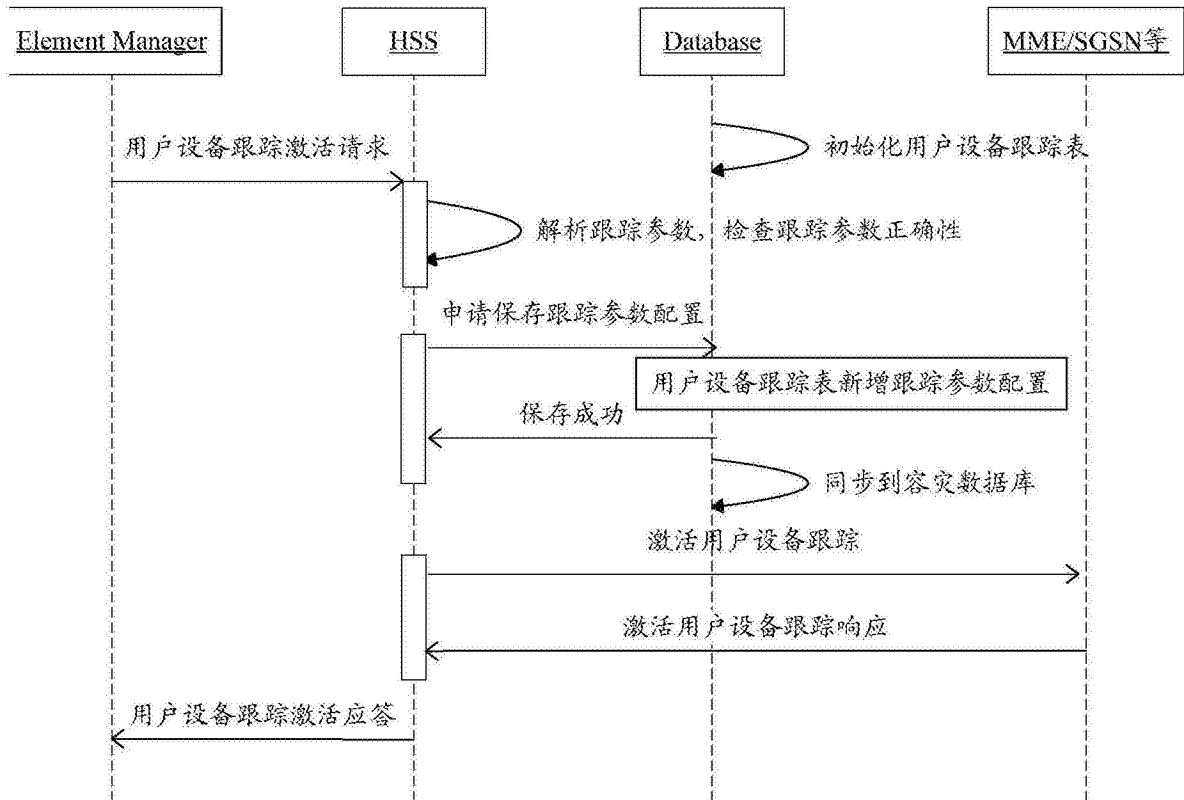 Element Manager
HSS
Database
MME/SGSN等
用户设备跟踪激活请求
初始化用户设备跟踪表
解析跟踪参数，检查跟踪参数正确性
申请保存跟踪参数配置
用户设备跟踪表新增跟踪参数配置
保存成功
同步到容灾数据库
激活用户设备跟踪
激活用户设备跟踪响应
用户设备跟踪激活应答